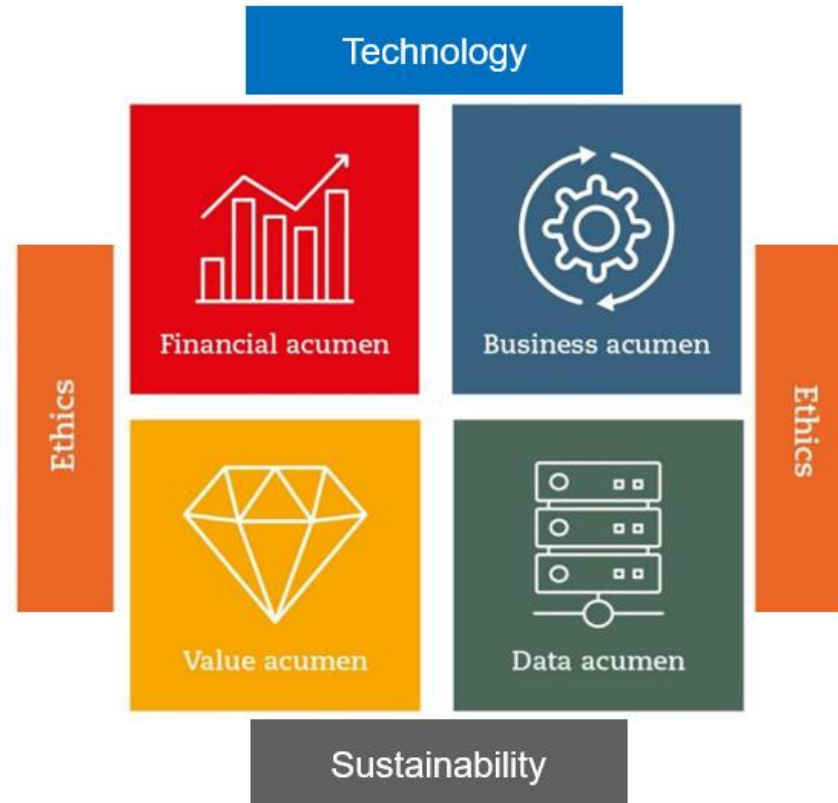 Technology
Financial acumen
Business acumen
Ethics
Ethics
Value acumen
Data acumen
Sustainability